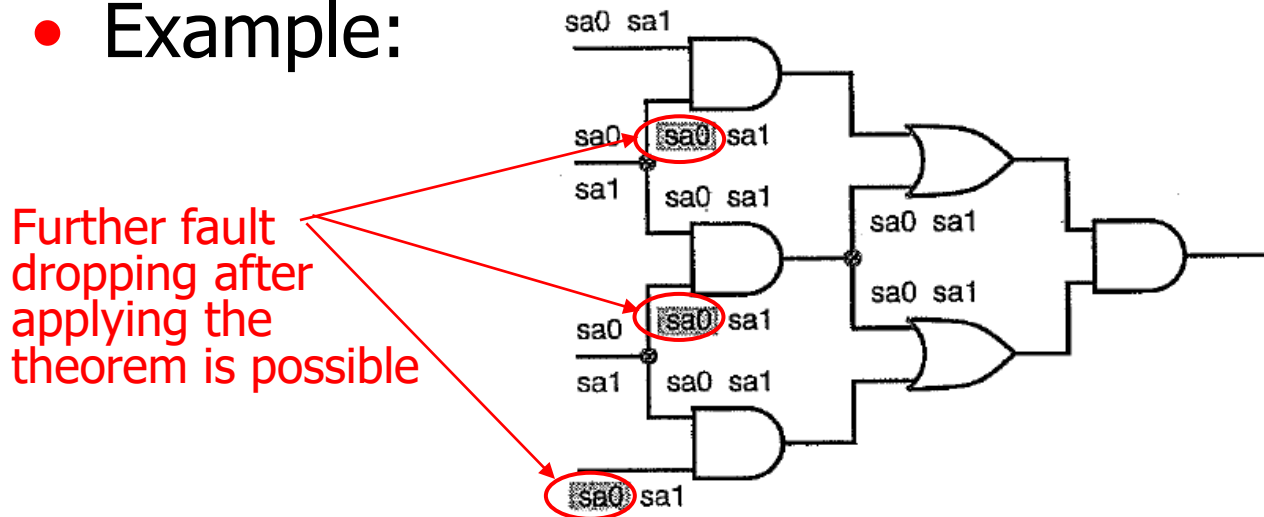 • Example:
sa0 sa1
sa0 sa0 sa1
sa1 sa0 sa1
Further fault
dropping after
applying the
theorem is possible
sa0 sa1
sa0 sa1
sa0 sa0 sa1
sa1 sa0 sa1
sa0 sa1